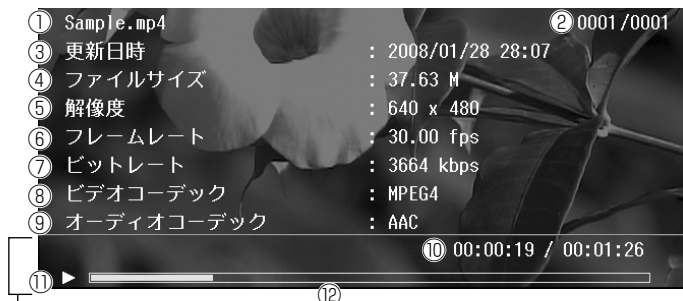 ① Sample.mp4 ② 0001/0001
③ 更新日時 : 2008/01/28 28:07
④ ファイルサイズ : 37.63 M
⑤ 解像度 : 640 x 480
⑥ フレームレート : 30.00 fps
⑦ ビットレート : 3664 kbps
⑧ ビデオコーデック : MPEG4
⑨ オーディオコーデック : AAC
⑩ 00:00:19 / 00:01:26
⑪
⑫